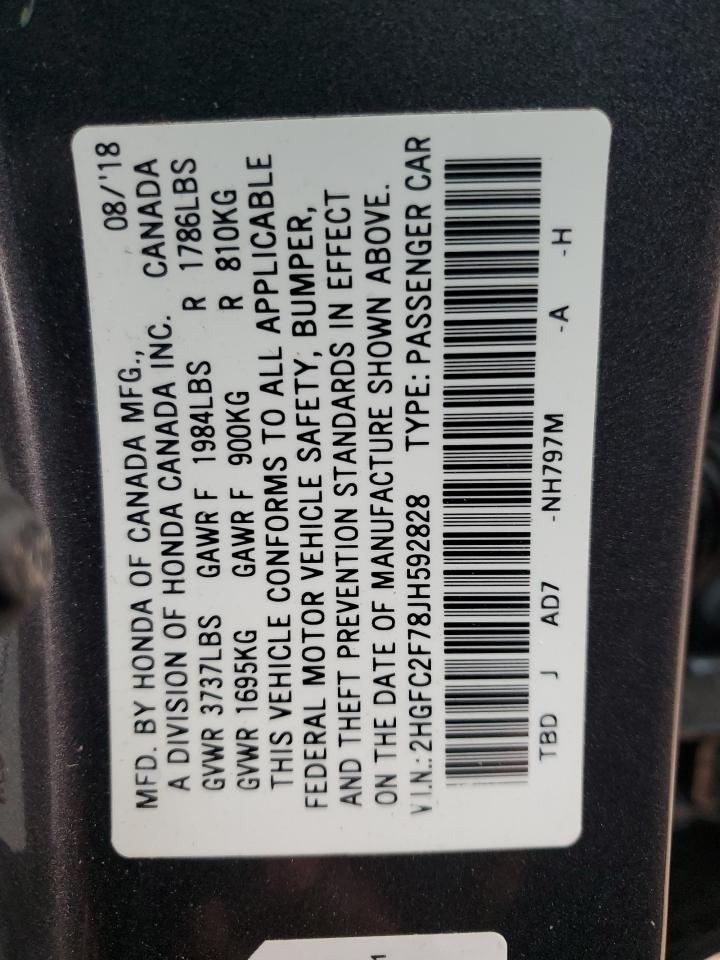 MFD. BY HONDA OF CANADA MFG., 08/'18
A DIVISION OF HONDA CANADA INC. CANADA
GVWR 3737LBS GAWR F 1984LBS R 1786LBS
GVWR 1695KG GAWR F 900KG R 810KG
THIS VEHICLE CONFORMS TO ALL APPLICABLE
FEDERAL MOTOR VEHICLE SAFETY, BUMPER,
AND THEFT PREVENTION STANDARDS IN EFFECT
ON THE DATE OF MANUFACTURE SHOWN ABOVE.
V.I.N.: 2HGFC2F78JH592828 TYPE: PASSENGER CAR
TBD J AD7 -NH797M -A -H
1